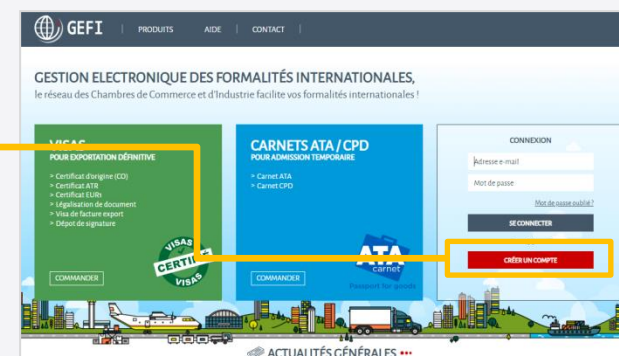 GEFI | PRODUITS AIDE | CONTACT |
GESTION ELECTRONIQUE DES FORMALITÉS INTERNATIONALES,
le réseau des Chambres de Commerce et d'Industrie facilite vos formalités internationales !
VISAS
POUR EXPORTATION DÉFINITIVE
> Certificat d'origine (CO)
> Certificat ATR
> Certificat EUR1
> Légalisation de document
> Visa de facture export
> Dépôt de signature
VISAS
VISAS
COMMANDER
CARNETS ATA / CPD
POUR ADMISSION TEMPORAIRE
> Carnet ATA
> Carnet CPD
ATA
carnet
Passport for goods
COMMANDER
CONNEXION
Adresse e-mail
Mot de passe
Mot de passe oublié ?
SE CONNECTER
CRÉER UN COMPTE
ACTUALITÉS GÉNÉRALES